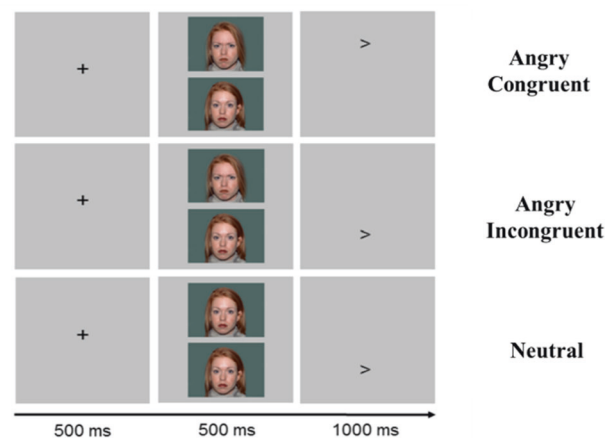 +
>
Angry
Congruent
+
>
Angry
Incongruent
+
>
Neutral
500 ms
500 ms
1000 ms